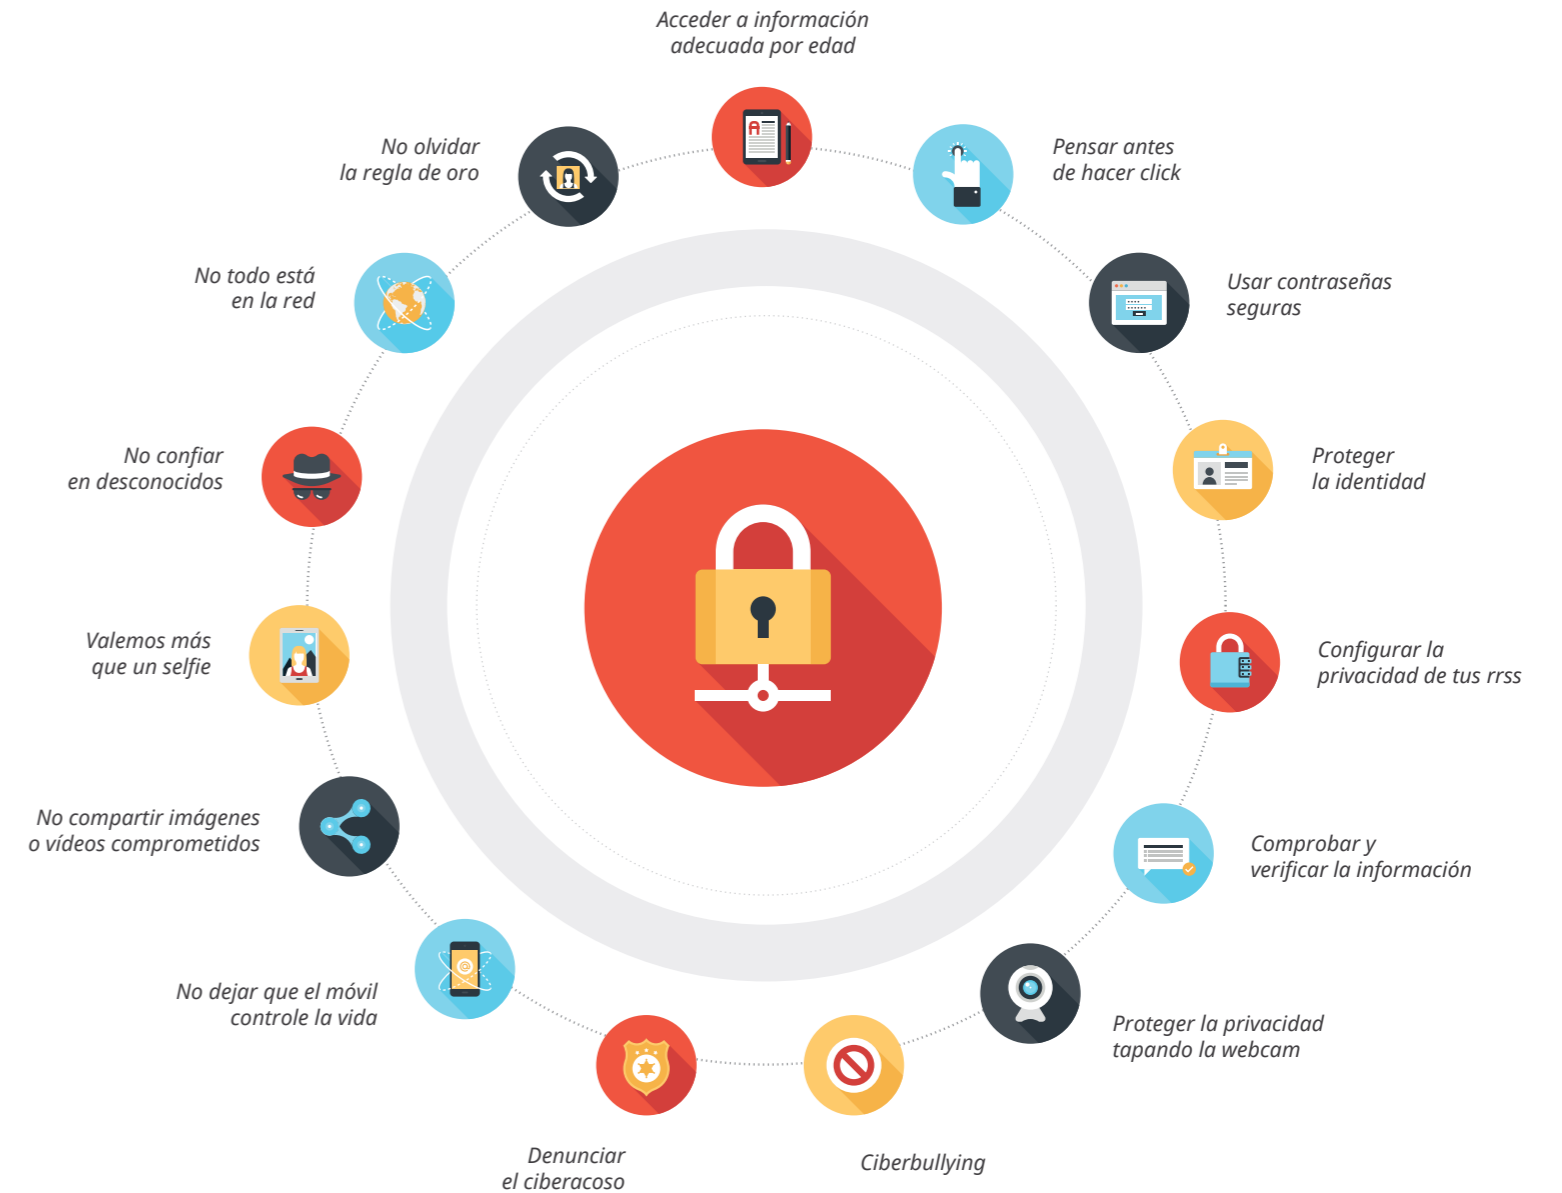 Acceder a información
adecuada por edad
Pensar antes
de hacer click
Usar contraseñas
seguras
Proteger
la identidad
Configurar la
privacidad de tus rrss
Comprobar y
verificar la información
Proteger la privacidad
tapando la webcam
Ciberbullying
Denunciar
el ciberacoso
No dejar que el móvil
controle la vida
No compartir imágenes
o vídeos comprometidos
Valemos más
que un selfie
No confiar
en desconocidos
No todo está
en la red
No olvidar
la regla de oro